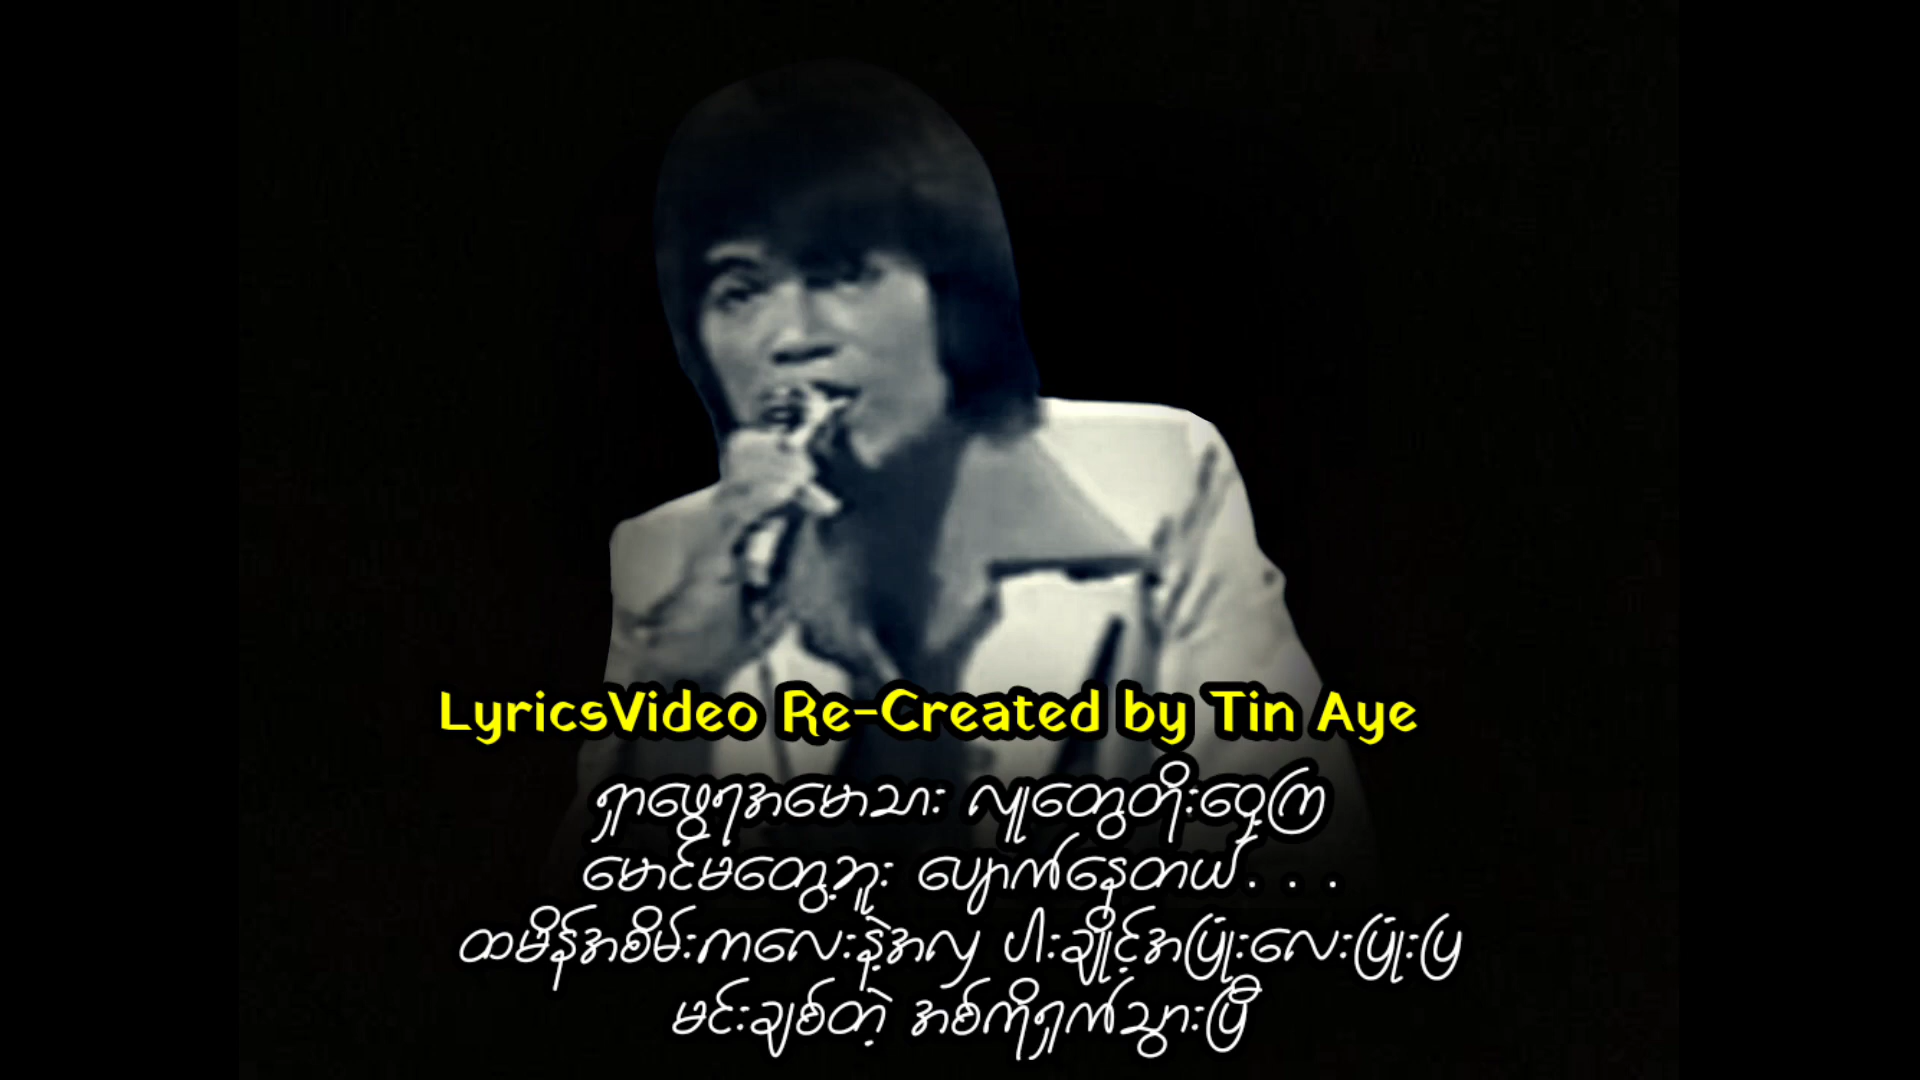 LyricsVideo Re-Created by Tin Aye
ရှာဖွေရအမောသား လူတွေတိုးဝှေ့ကြ
မောင်မတွေ့ဘူး ပျောက်နေတယ်. . .
ထမိန်အစိမ်းကလေးနဲ့အလှ ပါးချိုင့်အပြုံးလေးပြုံးပြ
မင်းချစ်တဲ့ အစ်ကိုရှက်သွားပြီ